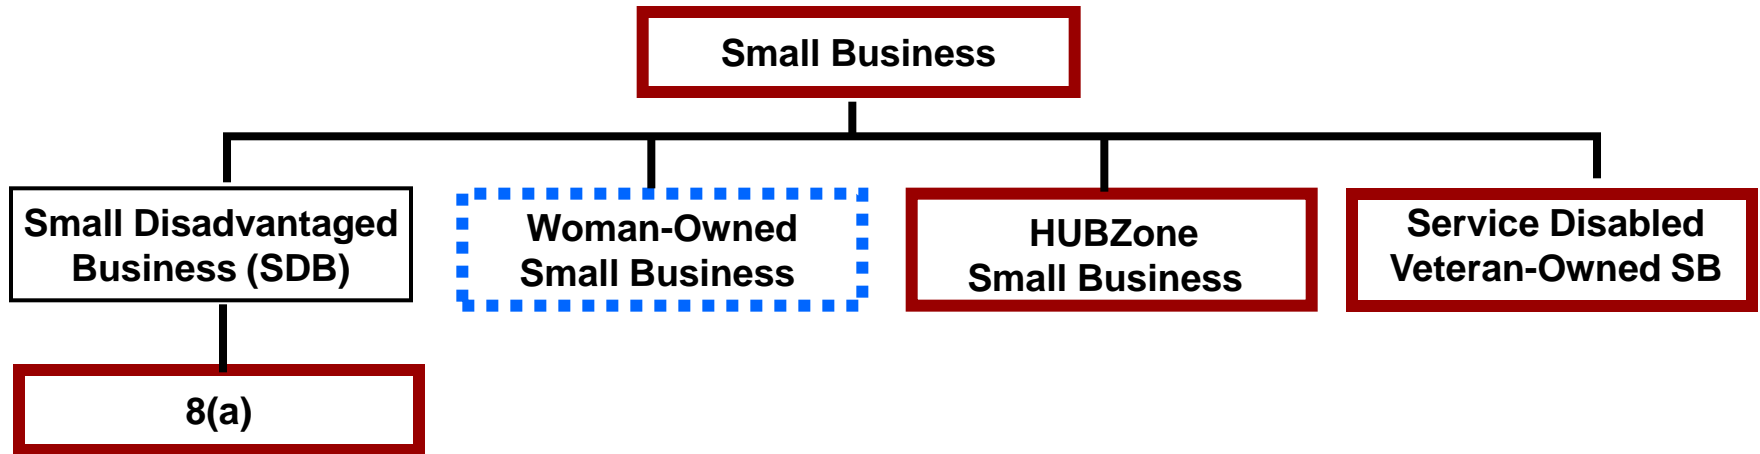 Small Business
Small Disadvantaged
Business (SDB)
Woman-Owned
Small Business
HUBZone
Small Business
Service Disabled
Veteran-Owned SB
8(a)